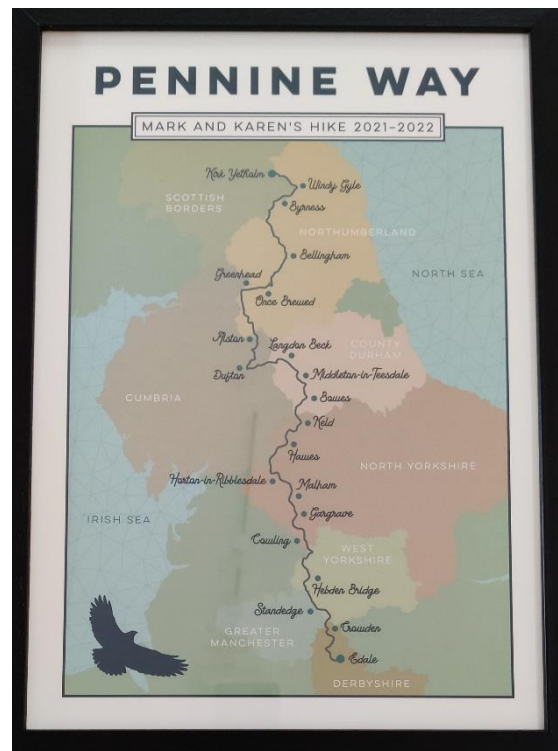 PENNINE WAY
MARK AND KAREN'S HIKE 2021-2022
Kirk Yetholm
Windy Gyle
SCOTTISH
BORDERS
Byrness
NORTHUMBERLAND
Bellingham
NORTH SEA
Greenhead
Once Brewed
Alston
Langdon Beck
COUNTY
DURHAM
Dufton
Middleton-in-Teesdale
CUMBRIA
Bowes
Keld
Hawes
NORTH YORKSHIRE
Horton-in-Ribblesdale
Malham
Gargrave
IRISH SEA
Cowling
WEST
YORKSHIRE
Hebden Bridge
Standedge
Crowden
GREATER
MANCHESTER
Edale
DERBYSHIRE